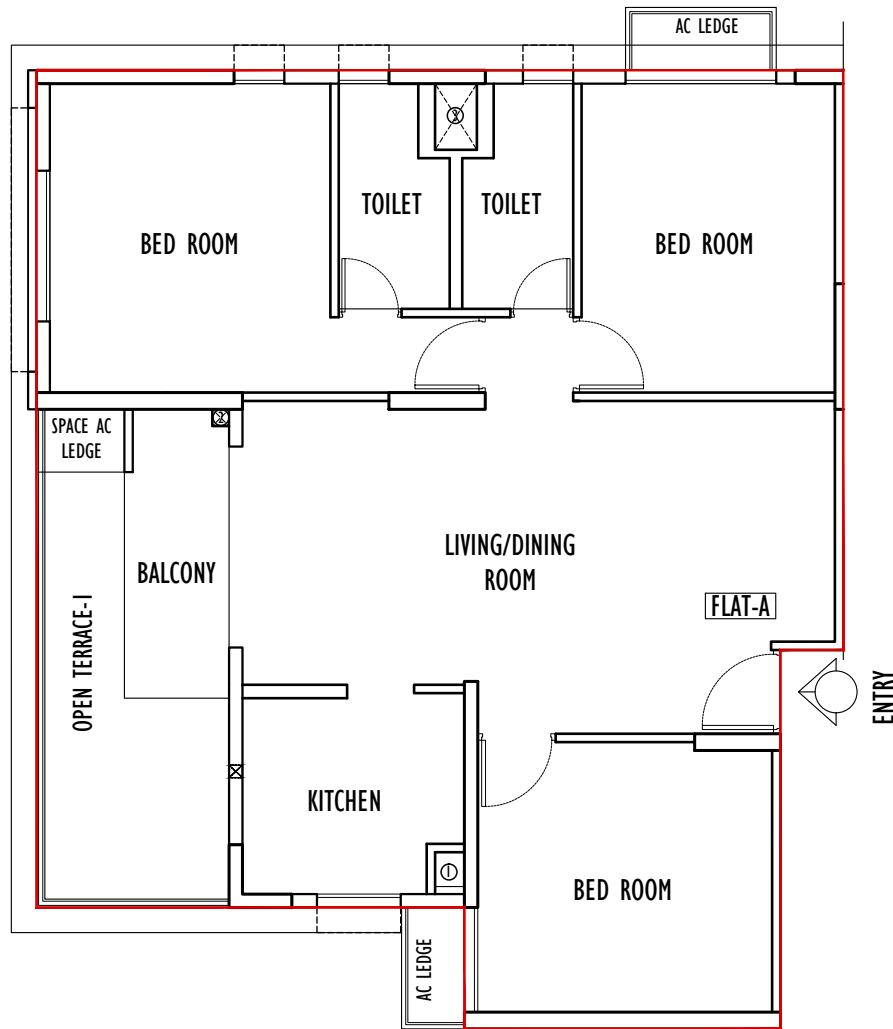 AC LEDGE
BED ROOM
TOILET
TOILET
BED ROOM
SPACE AC
LEDGE
BALCONY
OPEN TERRACE-I
LIVING/DINING
ROOM
FLAT-A
ENTRY
KITCHEN
BED ROOM
AC LEDGE